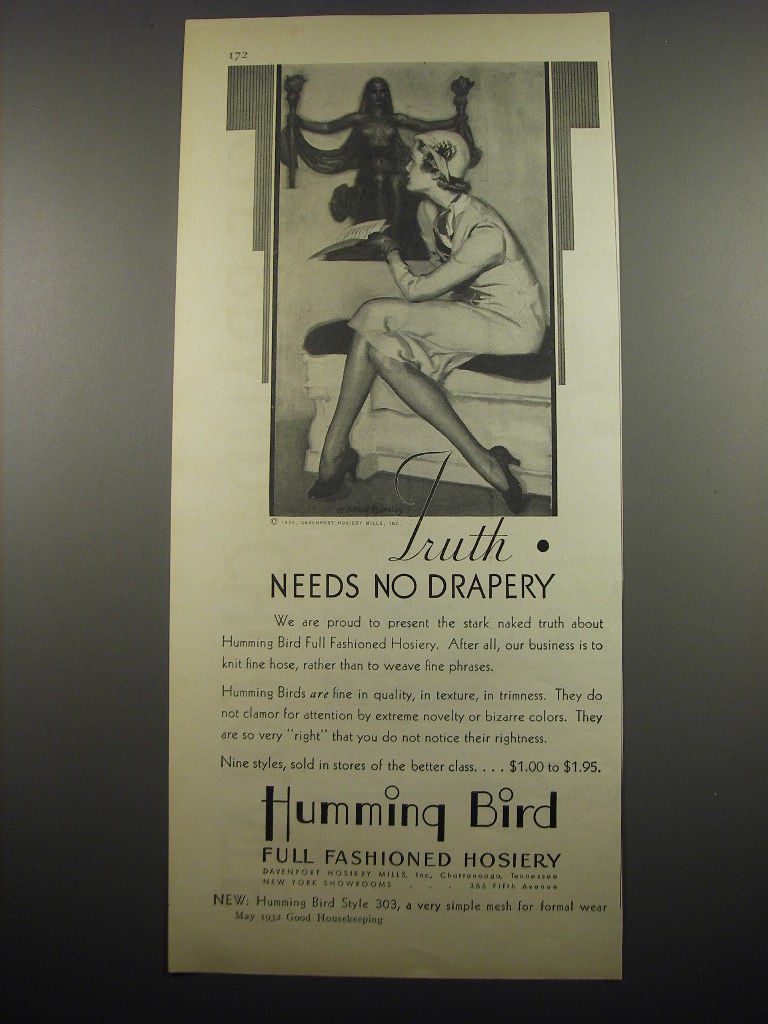 172
McClelland Barclay
© 1932, DAVENPORT HOSIERY MILLS, INC.
Truth •
NEEDS NO DRAPERY
We are proud to present the stark naked truth about
Humming Bird Full Fashioned Hosiery. After all, our business is to
knit fine hose, rather than to weave fine phrases.
Humming Birds are fine in quality, in texture, in trimness. They do
not clamor for attention by extreme novelty or bizarre colors. They
are so very "right" that you do not notice their rightness.
Nine styles, sold in stores of the better class. . . . $1.00 to $1.95.
Humming Bird
FULL FASHIONED HOSIERY
DAVENPORT HOSIERY MILLS, Inc, Chattanooga, Tennessee
NEW YORK SHOWROOMS . . . 385 Fifth Avenue
NEW: Humming Bird Style 303, a very simple mesh for formal wear
May 1932 Good Housekeeping